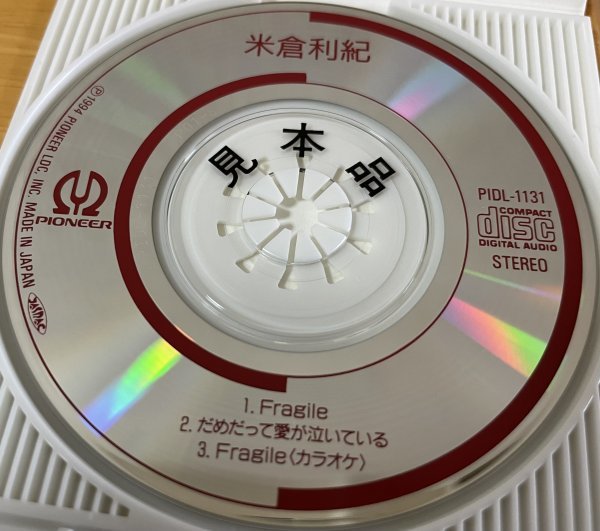 米倉利紀
見本品
Ⓟ1994 PIONEER LDC, INC. MADE IN JAPAN
PIONEER
JASRAC
PIDL-1131
COMPACT
disc
DIGITAL AUDIO
STEREO
1. Fragile
2. だめだって愛が泣いている
3. Fragile〈カラオケ〉